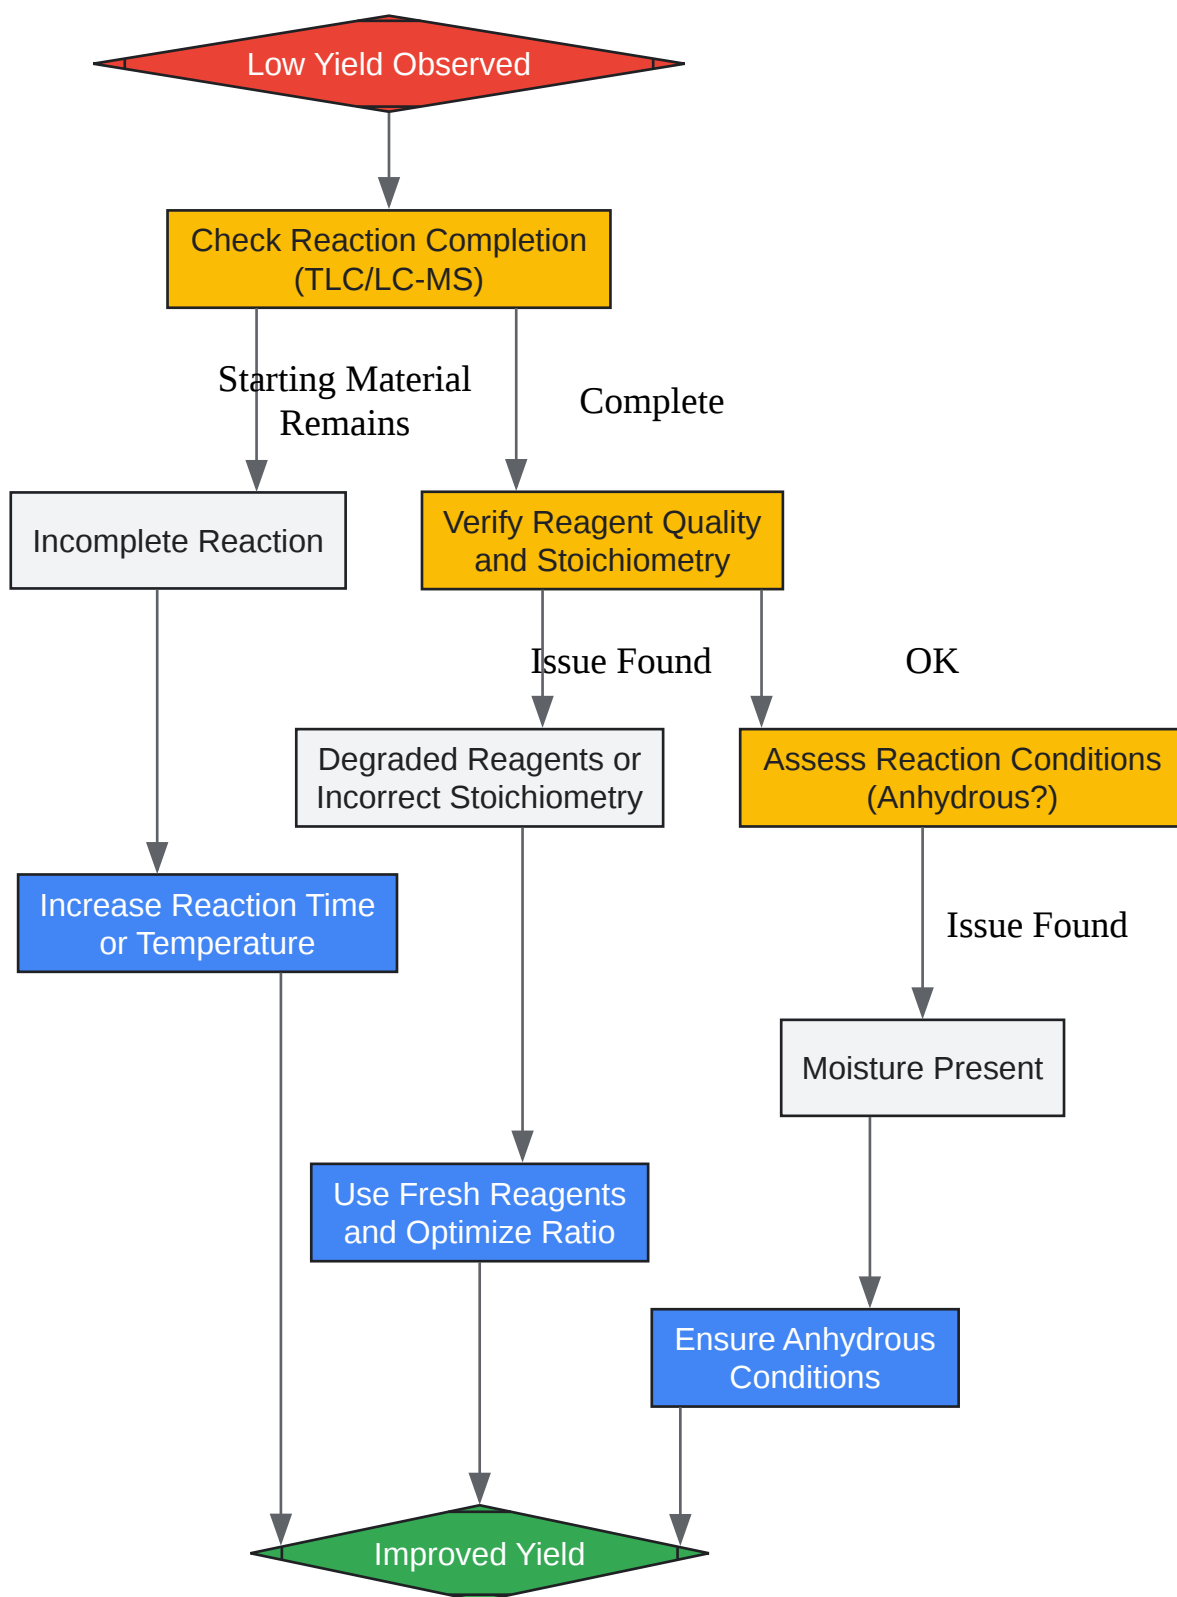 Low Yield Observed
Check Reaction Completion
(TLC/LC-MS)
Starting Material
Remains
Complete
Incomplete Reaction
Verify Reagent Quality
and Stoichiometry
Issue Found
OK
Degraded Reagents or
Incorrect Stoichiometry
Assess Reaction Conditions
(Anhydrous?)
Increase Reaction Time
or Temperature
Issue Found
Moisture Present
Use Fresh Reagents
and Optimize Ratio
Ensure Anhydrous
Conditions
Improved Yield